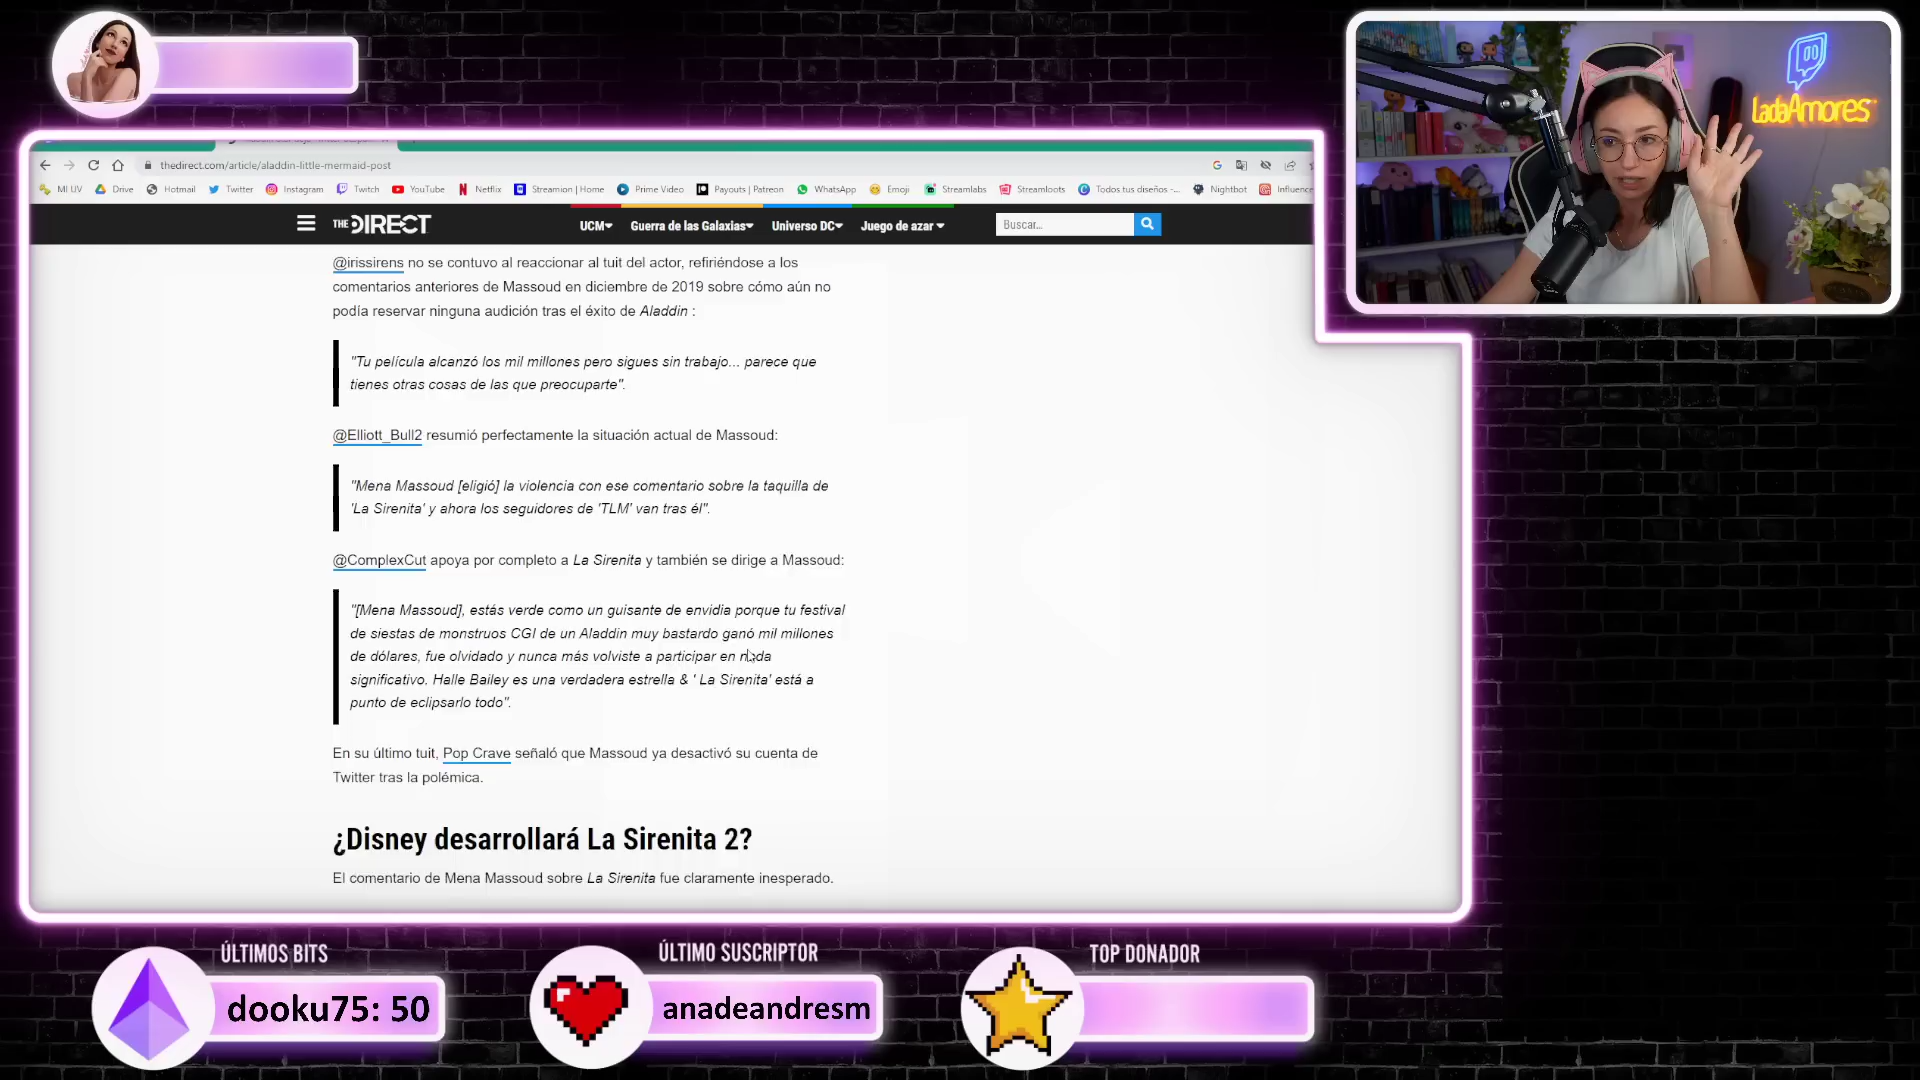 LadaAmores
thedirect.com/article/aladdin-little-mermaid-post
MI UV Drive Hotmail Twitter Instagram Twitch YouTube Netflix Streamion | Home Prime Video Payouts | Patreon WhatsApp Emoji Streamlabs Streamloots Todos tus diseños -... Nightbot Influence
THE DIRECT UCM Guerra de las Galaxias Universo DC Juego de azar Buscar...
@irissirens no se contuvo al reaccionar al tuit del actor, refiriéndose a los
comentarios anteriores de Massoud en diciembre de 2019 sobre cómo aún no
podía reservar ninguna audición tras el éxito de Aladdin :
"Tu película alcanzó los mil millones pero sigues sin trabajo... parece que
tienes otras cosas de las que preocuparte".
@Elliott_Bull2 resumió perfectamente la situación actual de Massoud:
"Mena Massoud [eligió] la violencia con ese comentario sobre la taquilla de
'La Sirenita' y ahora los seguidores de 'TLM' van tras él".
@ComplexCut apoya por completo a La Sirenita y también se dirige a Massoud:
"[Mena Massoud], estás verde como un guisante de envidia porque tu festival
de siestas de monstruos CGI de un Aladdin muy bastardo ganó mil millones
de dólares, fue olvidado y nunca más volviste a participar en nada
significativo. Halle Bailey es una verdadera estrella & ' La Sirenita' está a
punto de eclipsarlo todo".
En su último tuit, Pop Crave señaló que Massoud ya desactivó su cuenta de
Twitter tras la polémica.
¿Disney desarrollará La Sirenita 2?
El comentario de Mena Massoud sobre La Sirenita fue claramente inesperado.
ÚLTIMOS BITS
dooku75: 50
ÚLTIMO SUSCRIPTOR
anadeandresm
TOP DONADOR